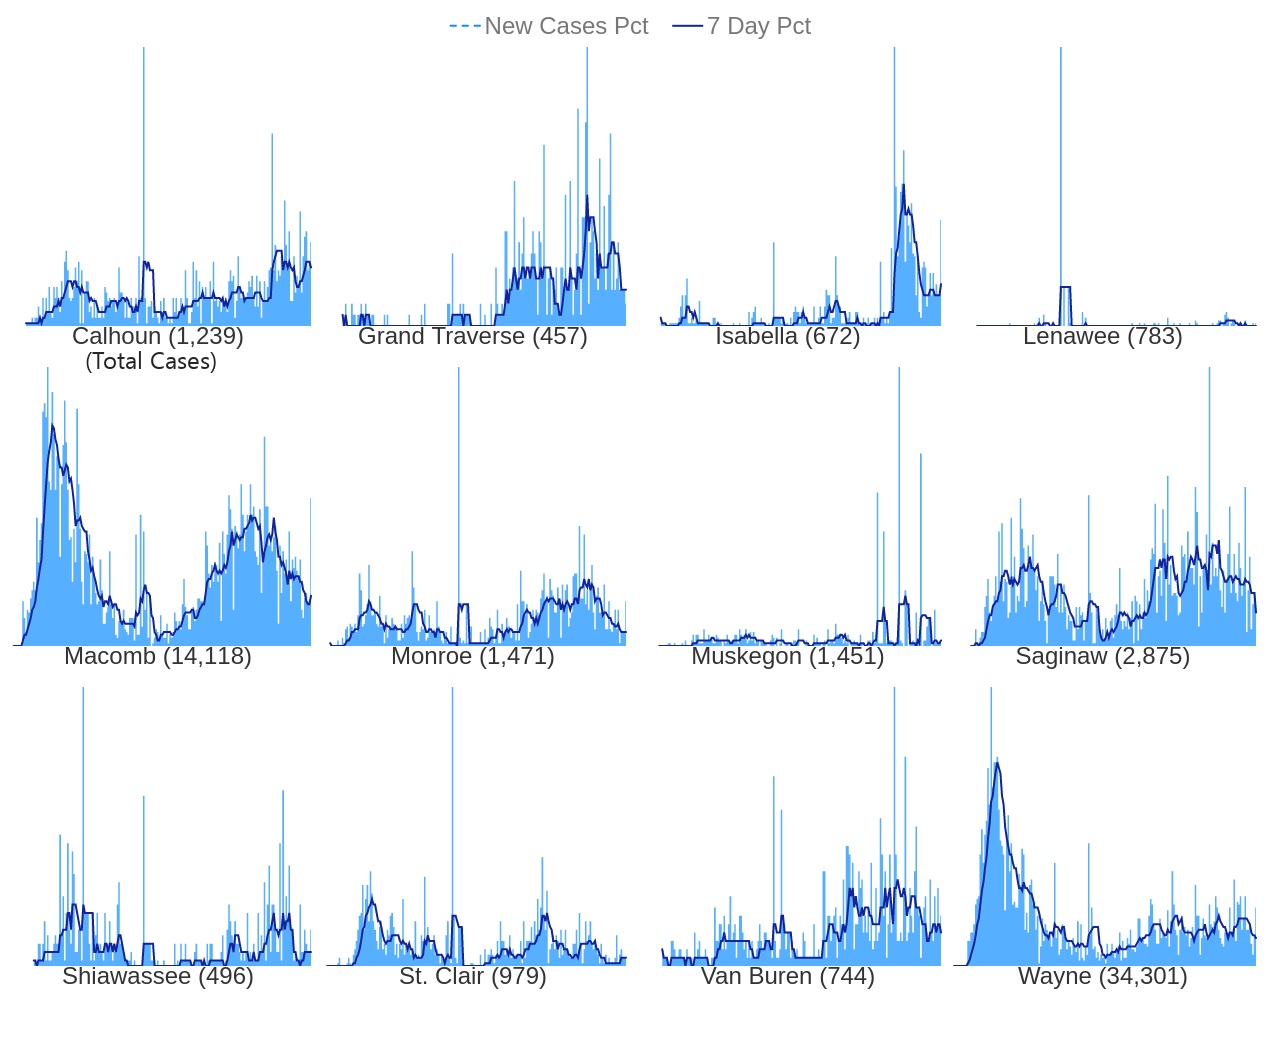 New Cases Pct 7 Day Pct
Calhoun (1,239) Grand Traverse (457) Isabella (672) Lenawee (783)
(Total Cases)
Macomb (14,118) Monroe (1,471) Muskegon (1,451) Saginaw (2,875)
Shiawassee (496) St. Clair (979) Van Buren (744) Wayne (34,301)